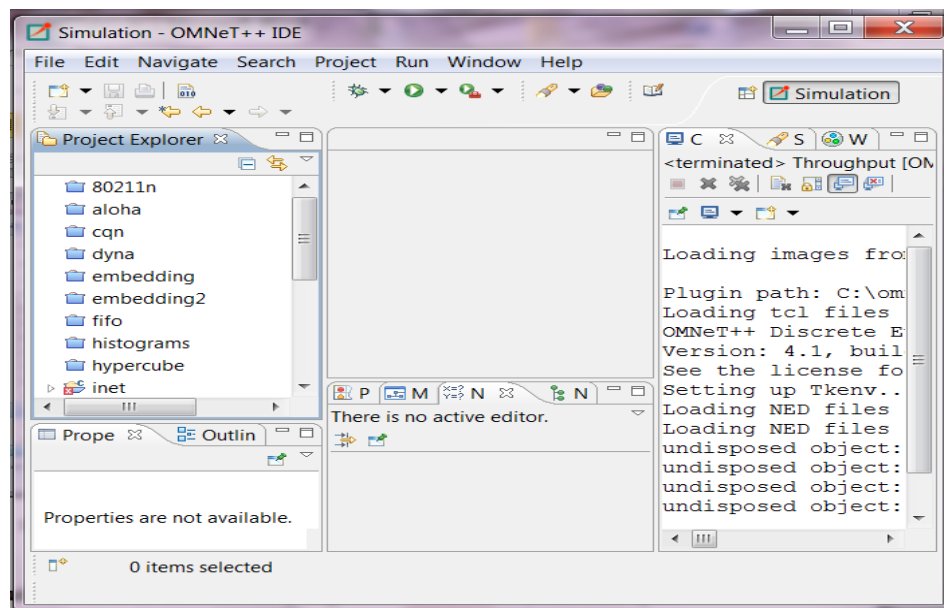 Simulation - OMNeT++ IDE
File Edit Navigate Search Project Run Window Help
Simulation
Project Explorer
80211n
aloha
cqn
dyna
embedding
embedding2
fifo
histograms
hypercube
inet
Prope
Outlin
Properties are not available.
P M N N
There is no active editor.
C S W
<terminated> Throughput [ON
Loading images fro
Plugin path: C:\om
Loading tcl files
OMNeT++ Discrete E
Version: 4.1, buil
See the license fo
Setting up Tkenv..
Loading NED files
Loading NED files
undisposed object:
undisposed object:
undisposed object:
undisposed object:
0 items selected